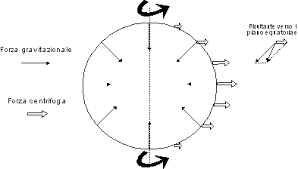 Forza gravitazionale
Forza centrifuga
Risultante verso il
piano equatoriale